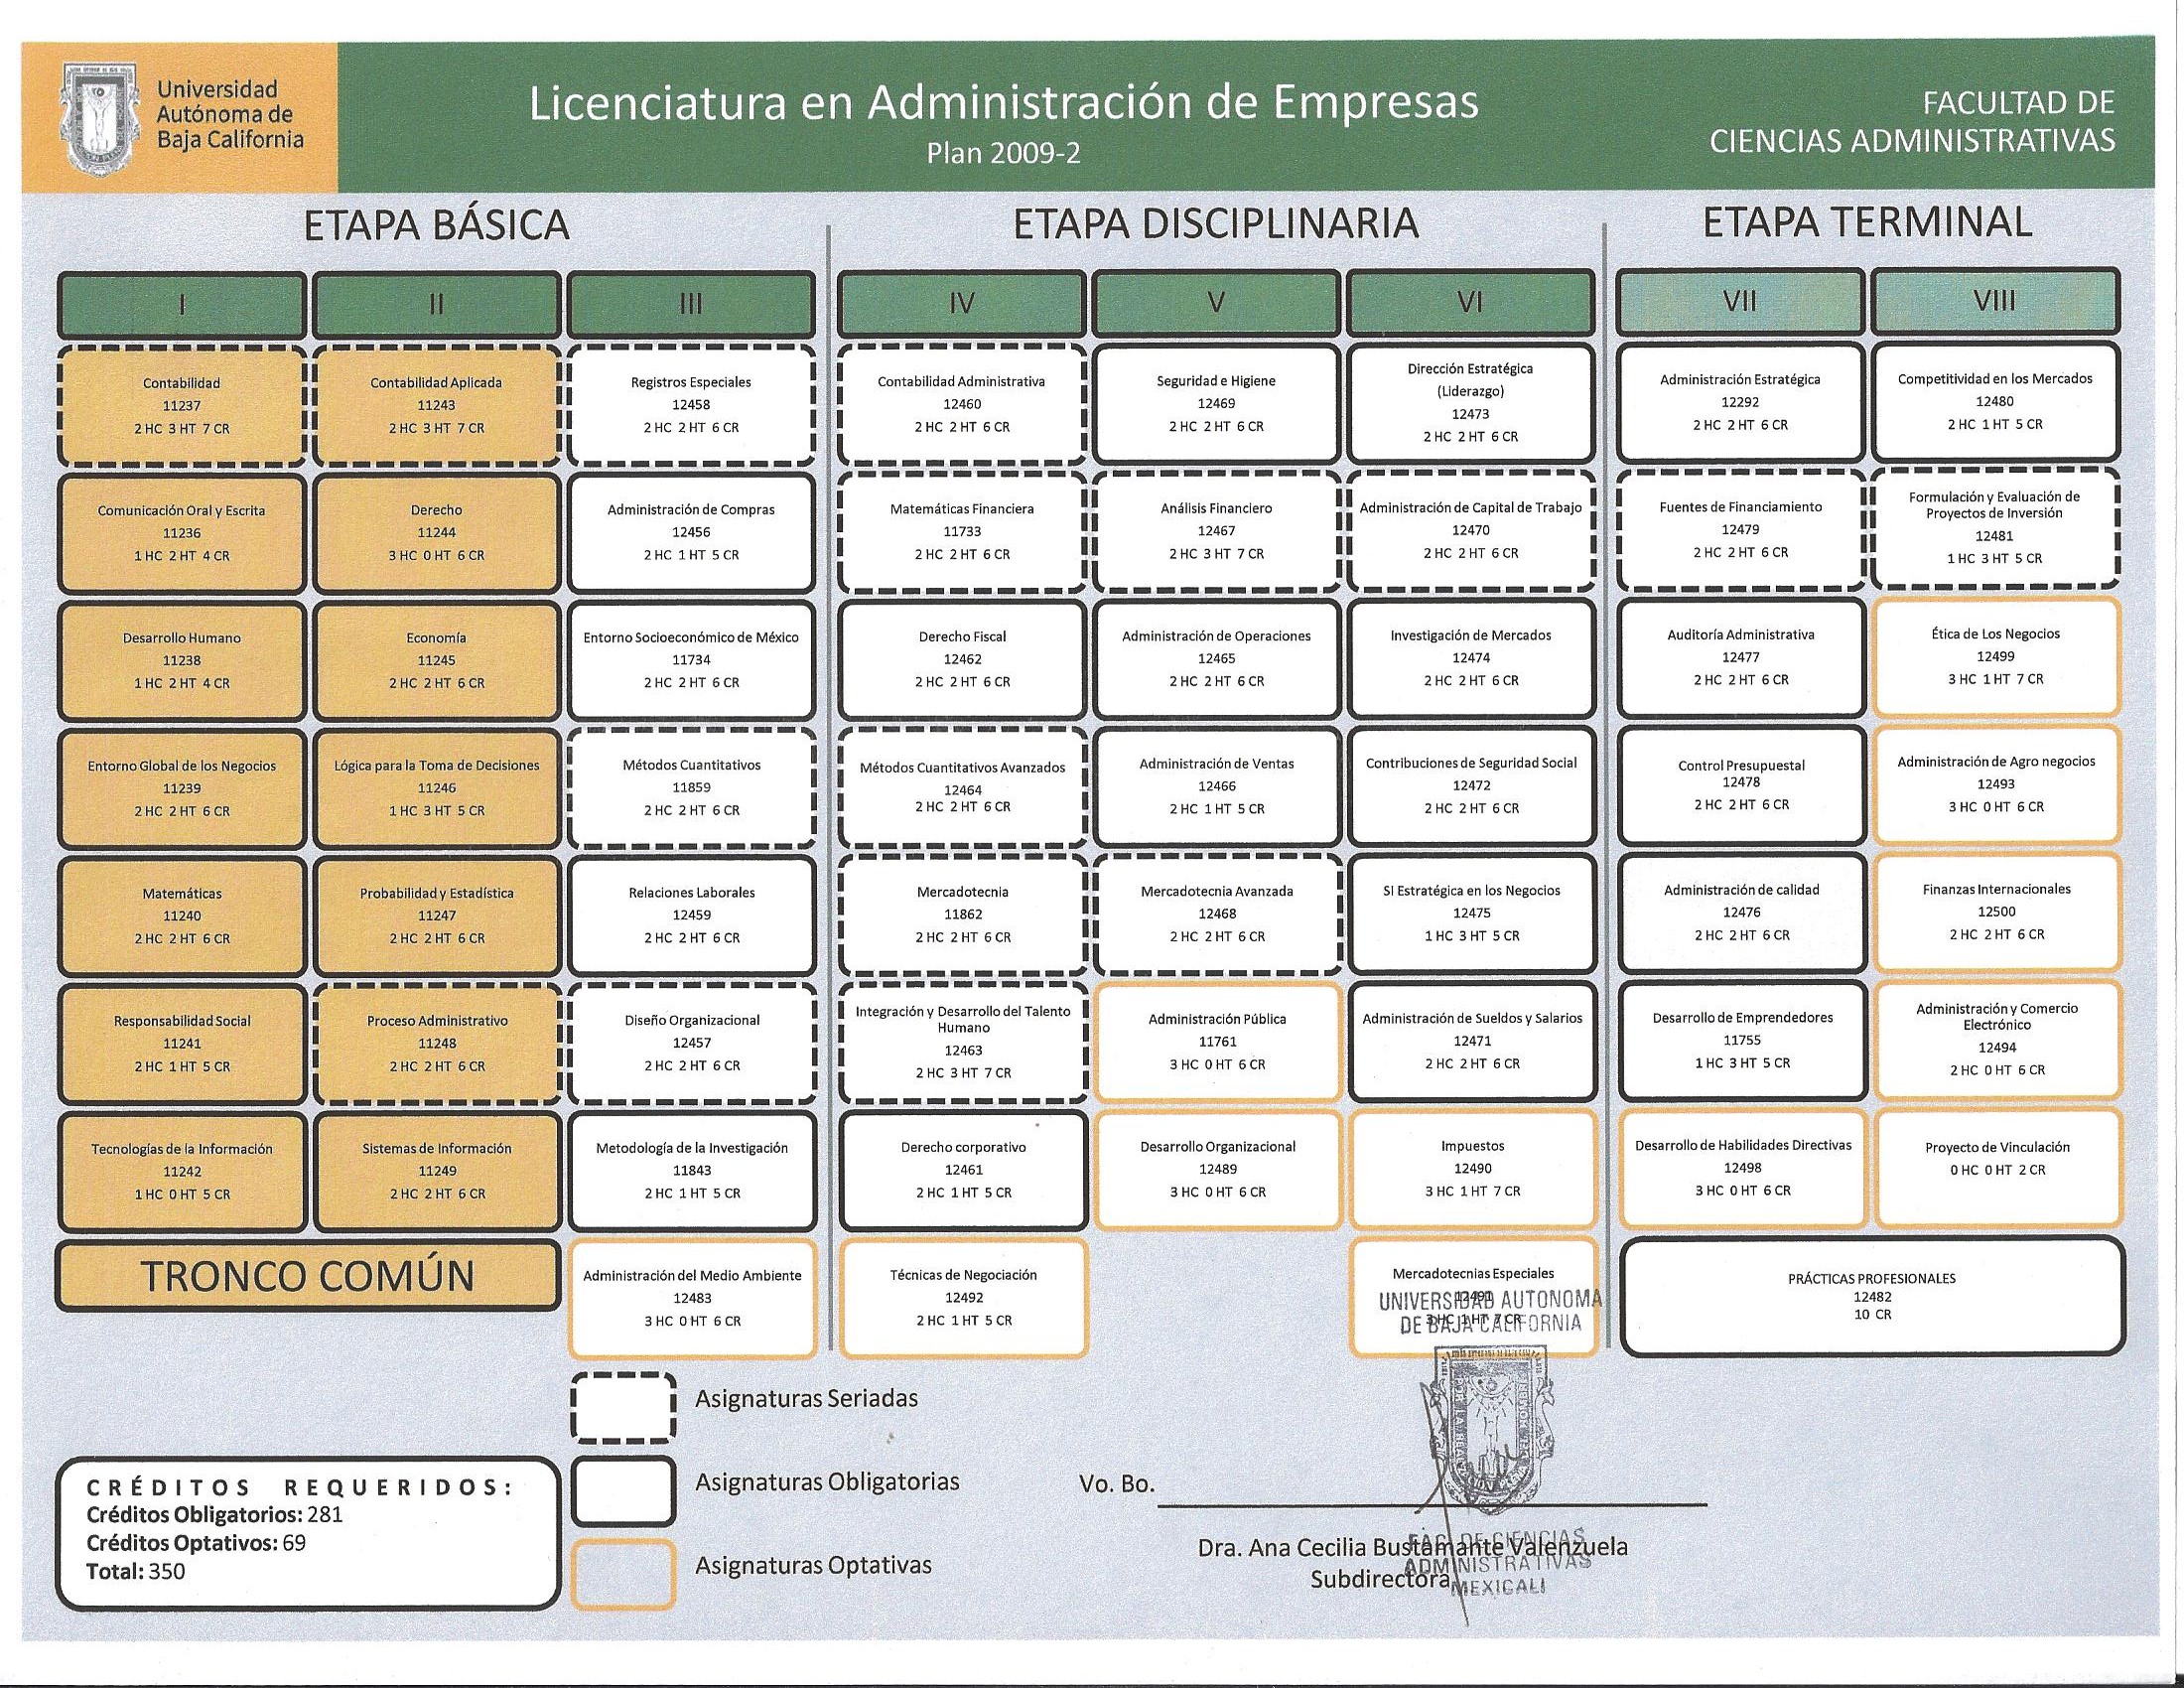 Universidad
Autónoma de
Baja California
Licenciatura en Administración de Empresas
Plan 2009-2
FACULTAD DE
CIENCIAS ADMINISTRATIVAS
ETAPA BÁSICA
ETAPA DISCIPLINARIA
ETAPA TERMINAL
I
II
III
IV
V
VI
VII
VIII
Contabilidad
11237
2 HC 3 HT 7 CR
Contabilidad Aplicada
11243
2 HC 3 HT 7 CR
Registros Especiales
12458
2 HC 2 HT 6 CR
Contabilidad Administrativa
12460
2 HC 2 HT 6 CR
Seguridad e Higiene
12469
2 HC 2 HT 6 CR
Dirección Estratégica
(Liderazgo)
12473
2 HC 2 HT 6 CR
Administración Estratégica
12292
2 HC 2 HT 6 CR
Competitividad en los Mercados
12480
2 HC 1 HT 5 CR
Comunicación Oral y Escrita
11236
1 HC 2 HT 4 CR
Derecho
11244
3 HC 0 HT 6 CR
Administración de Compras
12456
2 HC 1 HT 5 CR
Matemáticas Financiera
11733
2 HC 2 HT 6 CR
Análisis Financiero
12467
2 HC 3 HT 7 CR
Administración de Capital de Trabajo
12470
2 HC 2 HT 6 CR
Fuentes de Financiamiento
12479
2 HC 2 HT 6 CR
Formulación y Evaluación de
Proyectos de Inversión
12481
1 HC 3 HT 5 CR
Desarrollo Humano
11238
1 HC 2 HT 4 CR
Economía
11245
2 HC 2 HT 6 CR
Entorno Socioeconómico de México
11734
2 HC 2 HT 6 CR
Derecho Fiscal
12462
2 HC 2 HT 6 CR
Administración de Operaciones
12465
2 HC 2 HT 6 CR
Investigación de Mercados
12474
2 HC 2 HT 6 CR
Auditoría Administrativa
12477
2 HC 2 HT 6 CR
Ética de Los Negocios
12499
3 HC 1 HT 7 CR
Entorno Global de los Negocios
11239
2 HC 2 HT 6 CR
Lógica para la Toma de Decisiones
11246
1 HC 3 HT 5 CR
Métodos Cuantitativos
11859
2 HC 2 HT 6 CR
Métodos Cuantitativos Avanzados
12464
2 HC 2 HT 6 CR
Administración de Ventas
12466
2 HC 1 HT 5 CR
Contribuciones de Seguridad Social
12472
2 HC 2 HT 6 CR
Control Presupuestal
12478
2 HC 2 HT 6 CR
Administración de Agro negocios
12493
3 HC 0 HT 6 CR
Matemáticas
11240
2 HC 2 HT 6 CR
Probabilidad y Estadística
11247
2 HC 2 HT 6 CR
Relaciones Laborales
12459
2 HC 2 HT 6 CR
Mercadotecnia
11862
2 HC 2 HT 6 CR
Mercadotecnia Avanzada
12468
2 HC 2 HT 6 CR
SI Estratégica en los Negocios
12475
1 HC 3 HT 5 CR
Administración de calidad
12476
2 HC 2 HT 6 CR
Finanzas Internacionales
12500
2 HC 2 HT 6 CR
Responsabilidad Social
11241
2 HC 1 HT 5 CR
Proceso Administrativo
11248
2 HC 2 HT 6 CR
Diseño Organizacional
12457
2 HC 2 HT 6 CR
Integración y Desarrollo del Talento
Humano
12463
2 HC 3 HT 7 CR
Administración Pública
11761
3 HC 0 HT 6 CR
Administración de Sueldos y Salarios
12471
2 HC 2 HT 6 CR
Desarrollo de Emprendedores
11755
1 HC 3 HT 5 CR
Administración y Comercio
Electrónico
12494
2 HC 0 HT 6 CR
Tecnologías de la Información
11242
1 HC 0 HT 5 CR
Sistemas de Información
11249
2 HC 2 HT 6 CR
Metodología de la Investigación
11843
2 HC 1 HT 5 CR
Derecho corporativo
12461
2 HC 1 HT 5 CR
Desarrollo Organizacional
12489
3 HC 0 HT 6 CR
Impuestos
12490
3 HC 1 HT 7 CR
Desarrollo de Habilidades Directivas
12498
3 HC 0 HT 6 CR
Proyecto de Vinculación
0 HC 0 HT 2 CR
TRONCO COMÚN
Administración del Medio Ambiente
12483
3 HC 0 HT 6 CR
Técnicas de Negociación
12492
2 HC 1 HT 5 CR
Mercadotecnias Especiales
12491
3 HC 1 HT 7 CR
UNIVERSIDAD AUTONOMA
DE BAJA CALIFORNIA
PRÁCTICAS PROFESIONALES
12482
10 CR
Asignaturas Seriadas
Asignaturas Obligatorias
Asignaturas Optativas
CRÉDITOS REQUERIDOS:
Créditos Obligatorios: 281
Créditos Optativos: 69
Total: 350
Vo. Bo.
Dra. Ana Cecilia Bustamante Valenzuela
Subdirectora
FAC. DE CIENCIAS
ADMINISTRATIVAS
MEXICALI